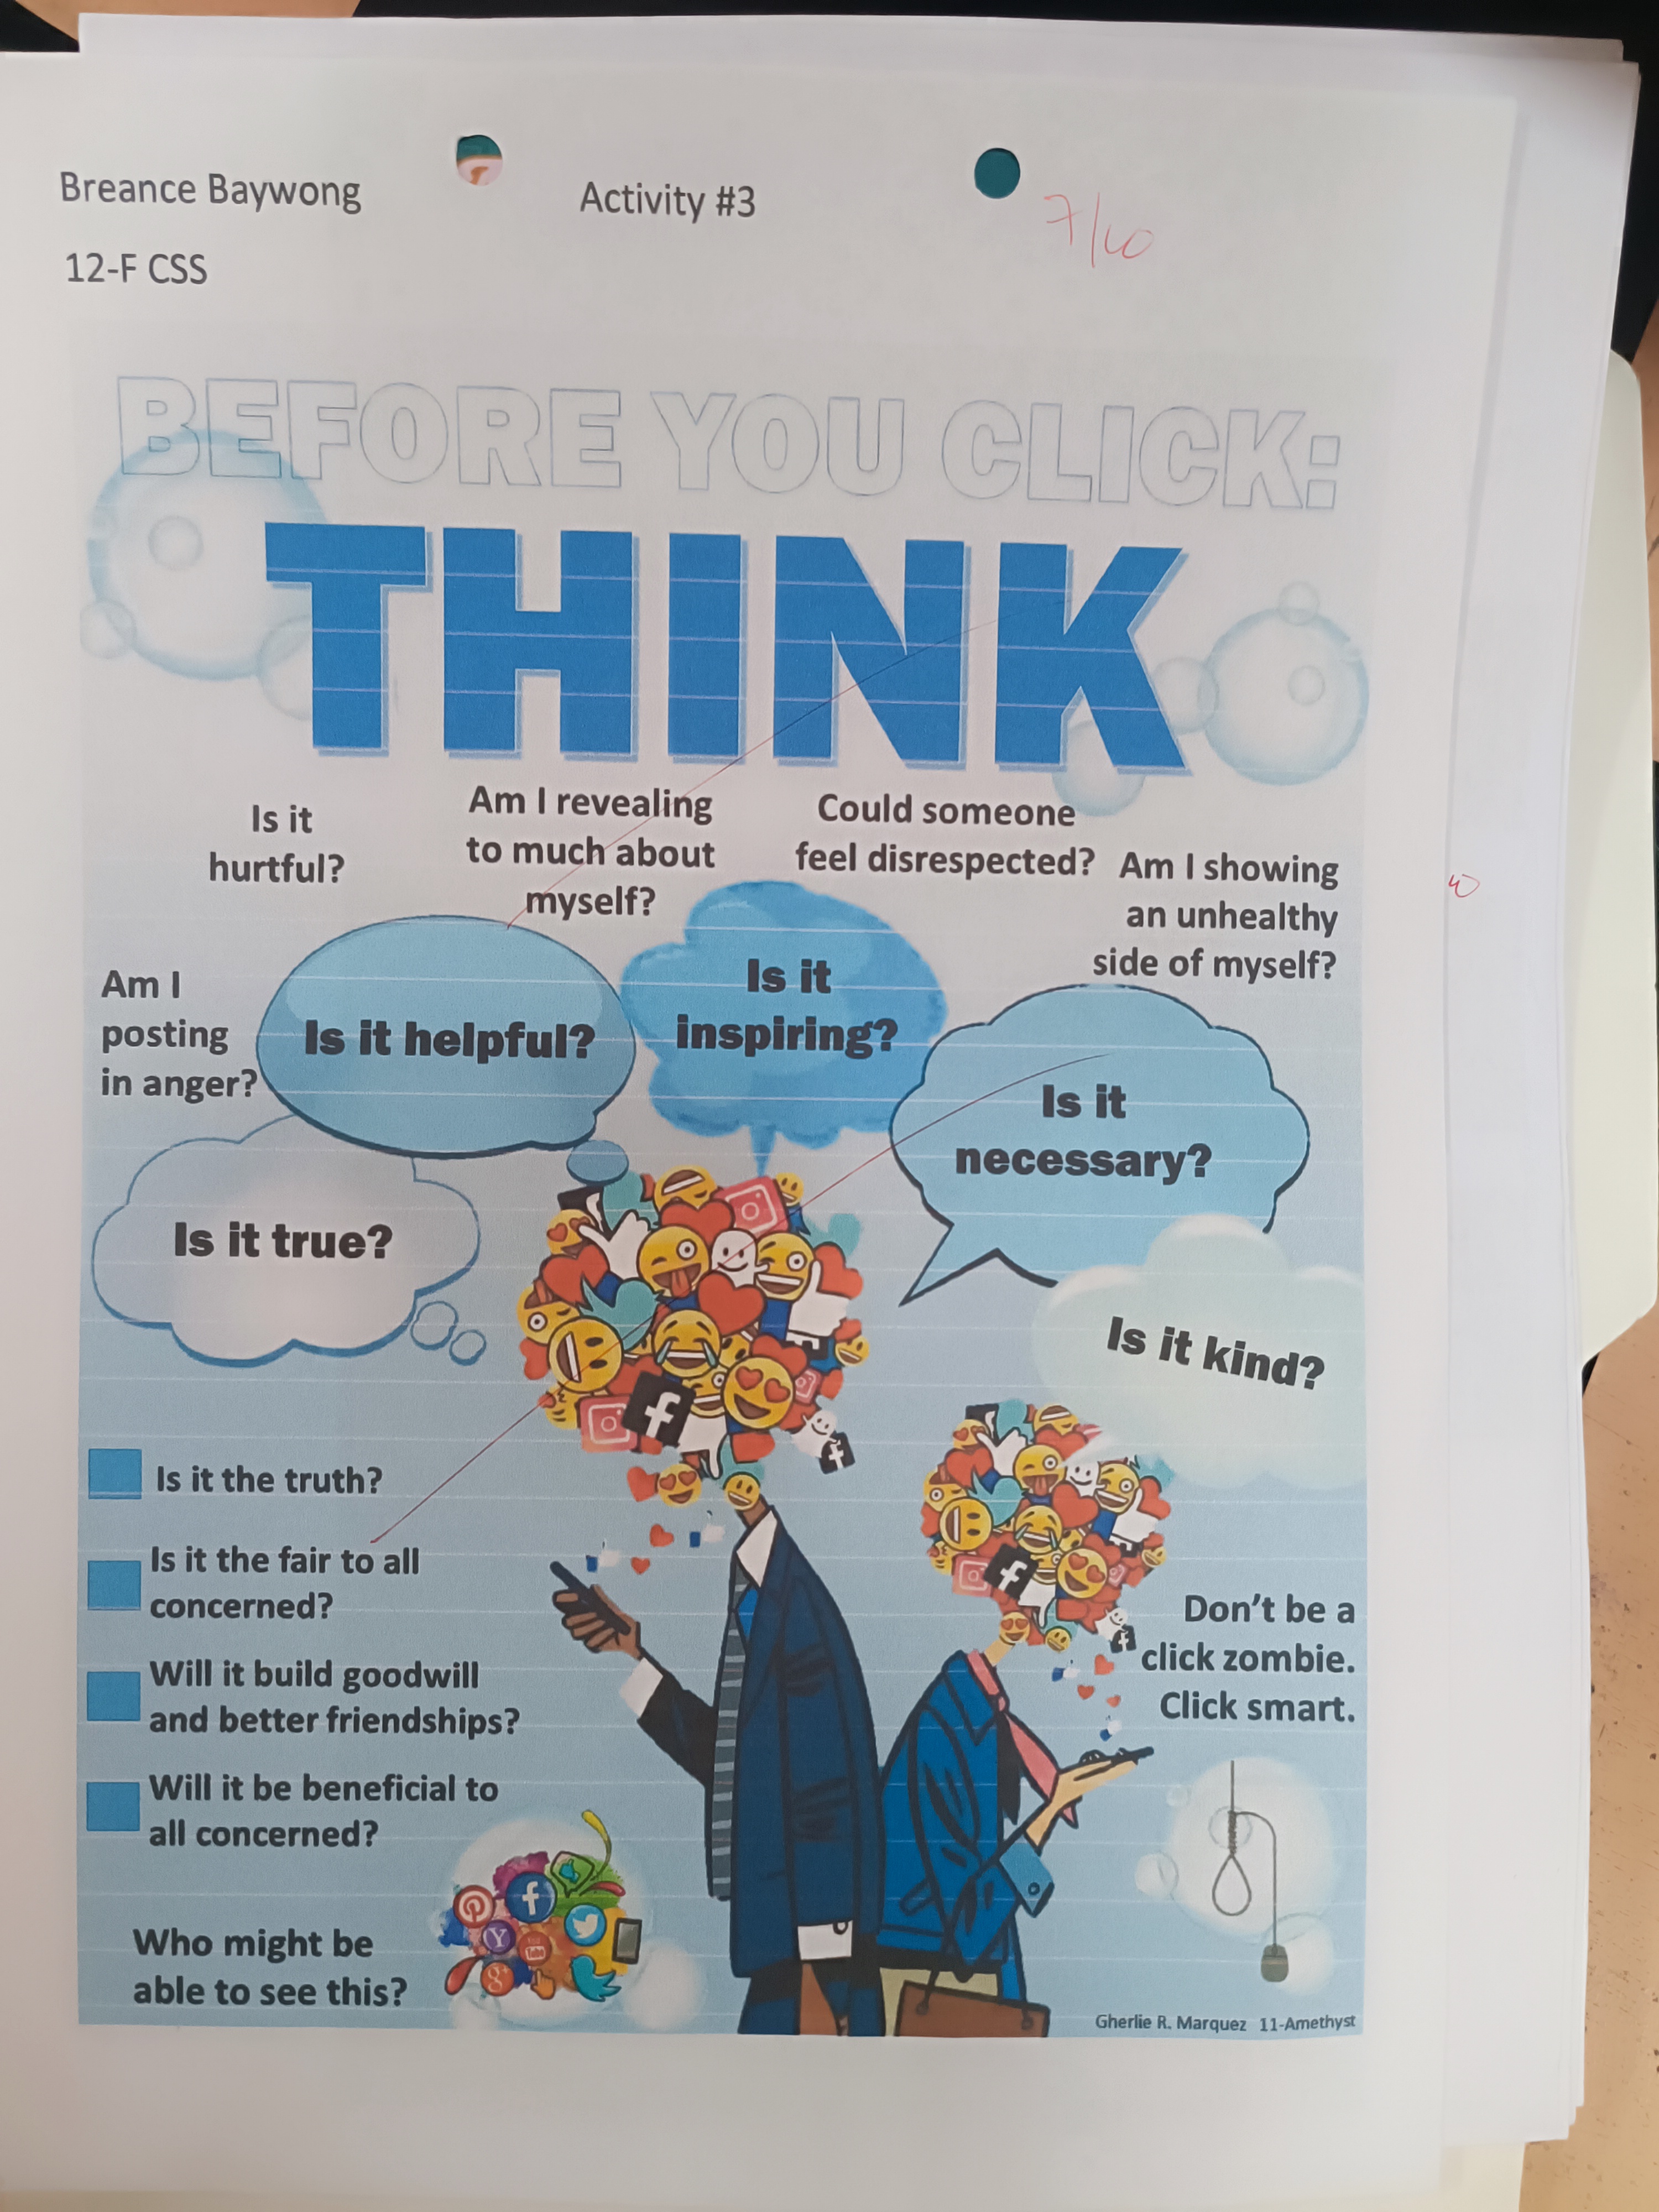 Breance Baywong
Activity #3
7/10
12-F CSS
BEFORE YOU CLICK:
THINK
Is it
hurtful?
Am I revealing
to much about
myself?
Could someone
feel disrespected?
Am I showing
an unhealthy
side of myself?
Am I
posting
in anger?
Is it helpful?
Is it
inspiring?
Is it
necessary?
Is it true?
Is it kind?
Is it the truth?
Is it the fair to all
concerned?
Will it build goodwill
and better friendships?
Will it be beneficial to
all concerned?
Who might be
able to see this?
Don't be a
click zombie.
Click smart.
Gherlie R. Marquez 11-Amethyst